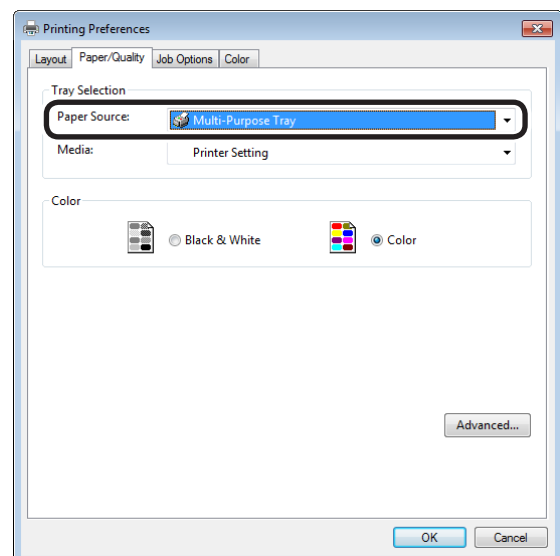 Printing Preferences
Layout Paper/Quality Job Options Color
Tray Selection
Paper Source: Multi-Purpose Tray
Media: Printer Setting
Color
Black & White Color
Advanced...
OK Cancel